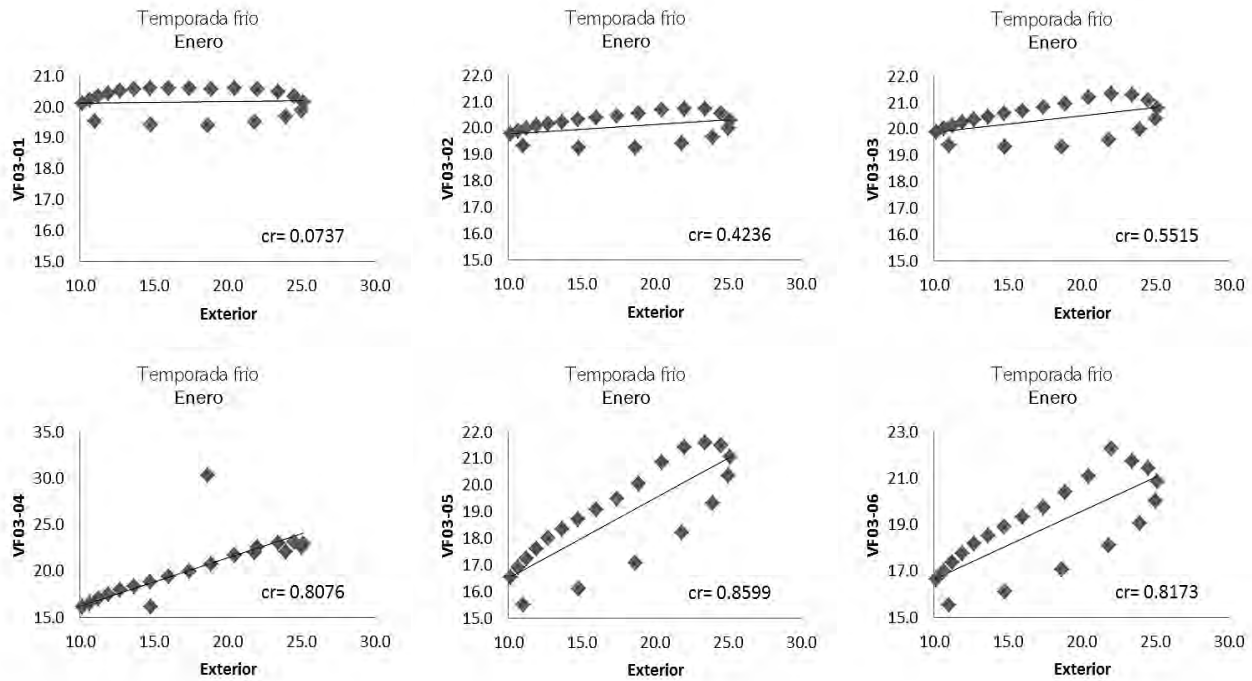 Temporada frío
Enero
VF03-01
21.0
20.0
19.0
18.0
17.0
16.0
15.0
10.0 15.0 20.0 25.0 30.0
Exterior
cr= 0.0737
Temporada frío
Enero
VF03-02
22.0
21.0
20.0
19.0
18.0
17.0
16.0
15.0
10.0 15.0 20.0 25.0 30.0
Exterior
cr= 0.4236
Temporada frío
Enero
VF03-03
22.0
21.0
20.0
19.0
18.0
17.0
16.0
15.0
10.0 15.0 20.0 25.0 30.0
Exterior
cr= 0.5515
Temporada frío
Enero
VF03-04
35.0
30.0
25.0
20.0
15.0
10.0 15.0 20.0 25.0 30.0
Exterior
cr= 0.8076
Temporada frío
Enero
VF03-05
22.0
21.0
20.0
19.0
18.0
17.0
16.0
15.0
10.0 15.0 20.0 25.0 30.0
Exterior
cr= 0.8599
Temporada frío
Enero
VF03-06
23.0
21.0
19.0
17.0
15.0
10.0 15.0 20.0 25.0 30.0
Exterior
cr= 0.8173